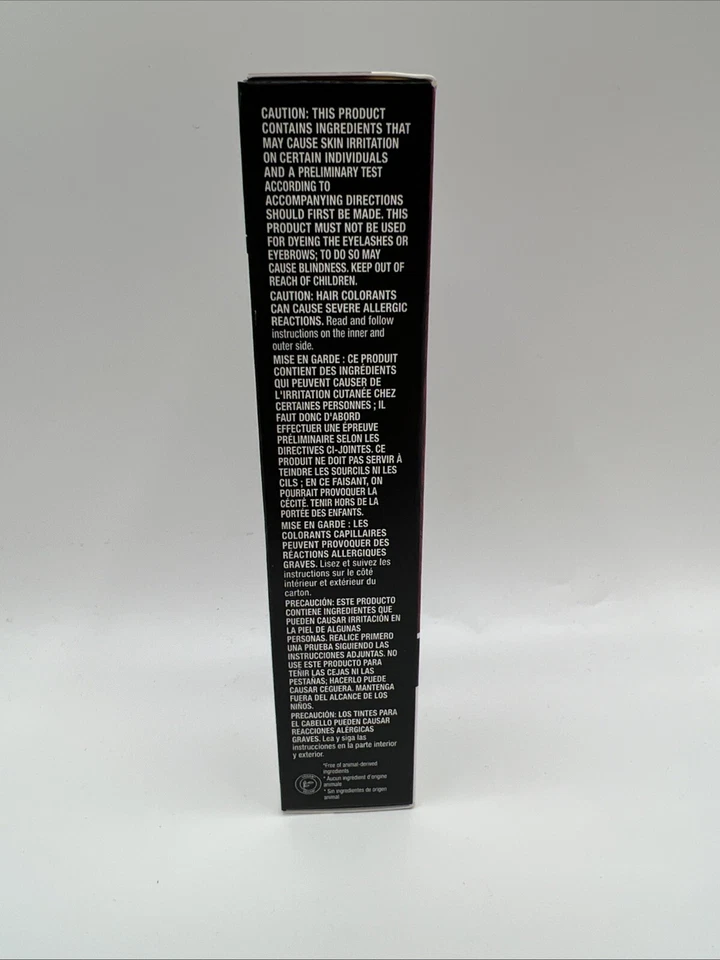 CAUTION: THIS PRODUCT
CONTAINS INGREDIENTS THAT
MAY CAUSE SKIN IRRITATION
ON CERTAIN INDIVIDUALS
AND A PRELIMINARY TEST
ACCORDING TO
ACCOMPANYING DIRECTIONS
SHOULD FIRST BE MADE. THIS
PRODUCT MUST NOT BE USED
FOR DYEING THE EYELASHES OR
EYEBROWS; TO DO SO MAY
CAUSE BLINDNESS. KEEP OUT OF
REACH OF CHILDREN.
CAUTION: HAIR COLORANTS
CAN CAUSE SEVERE ALLERGIC
REACTIONS. Read and follow
instructions on the inner and
outer side.
MISE EN GARDE : CE PRODUIT
CONTIENT DES INGRÉDIENTS
QUI PEUVENT CAUSER DE
L'IRRITATION CUTANÉE CHEZ
CERTAINES PERSONNES ; IL
FAUT DONC D'ABORD
EFFECTUER UNE ÉPREUVE
PRÉLIMINAIRE SELON LES
DIRECTIVES CI-JOINTES. CE
PRODUIT NE DOIT PAS SERVIR À
TEINDRE LES SOURCILS NI LES
CILS ; EN CE FAISANT, ON
POURRAIT PROVOQUER LA
CÉCITÉ. TENIR HORS DE LA
PORTÉE DES ENFANTS.
MISE EN GARDE : LES
COLORANTS CAPILLAIRES
PEUVENT PROVOQUER DES
RÉACTIONS ALLERGIQUES
GRAVES. Lisez et suivez les
instructions sur le côté
intérieur et extérieur du
carton.
PRECAUCIÓN: ESTE PRODUCTO
CONTIENE INGREDIENTES QUE
PUEDEN CAUSAR IRRITACIÓN EN
LA PIEL DE ALGUNAS
PERSONAS. REALICE PRIMERO
UNA PRUEBA SIGUIENDO LAS
INSTRUCCIONES ADJUNTAS. NO
USE ESTE PRODUCTO PARA
TEÑIR LAS CEJAS NI LAS
PESTAÑAS; HACERLO PUEDE
CAUSAR CEGUERA. MANTENGA
FUERA DEL ALCANCE DE LOS
NIÑOS.
PRECAUCIÓN: LOS TINTES PARA
EL CABELLO PUEDEN CAUSAR
REACCIONES ALÉRGICAS
GRAVES. Lea y siga las
instrucciones en la parte interior
y exterior.
*Free of animal-derived
ingredients
* Aucun ingrédient d'origine
animale
* Sin ingredientes de origen
animal